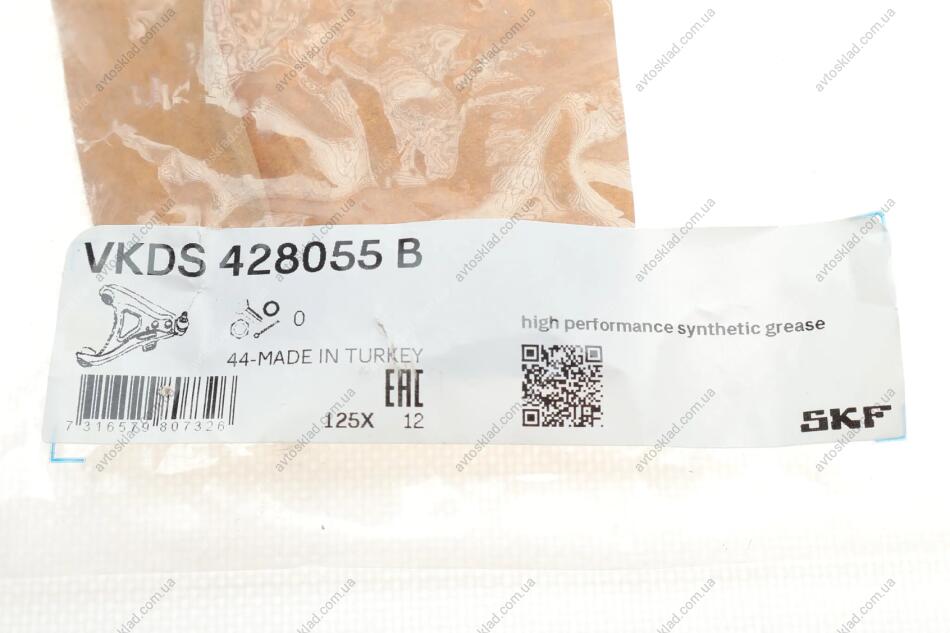 VKDS 428055 B
0
high performance synthetic grease
44-MADE IN TURKEY
EAC
7 316579 807326
125X 12
SKF
avtosklad.com.ua